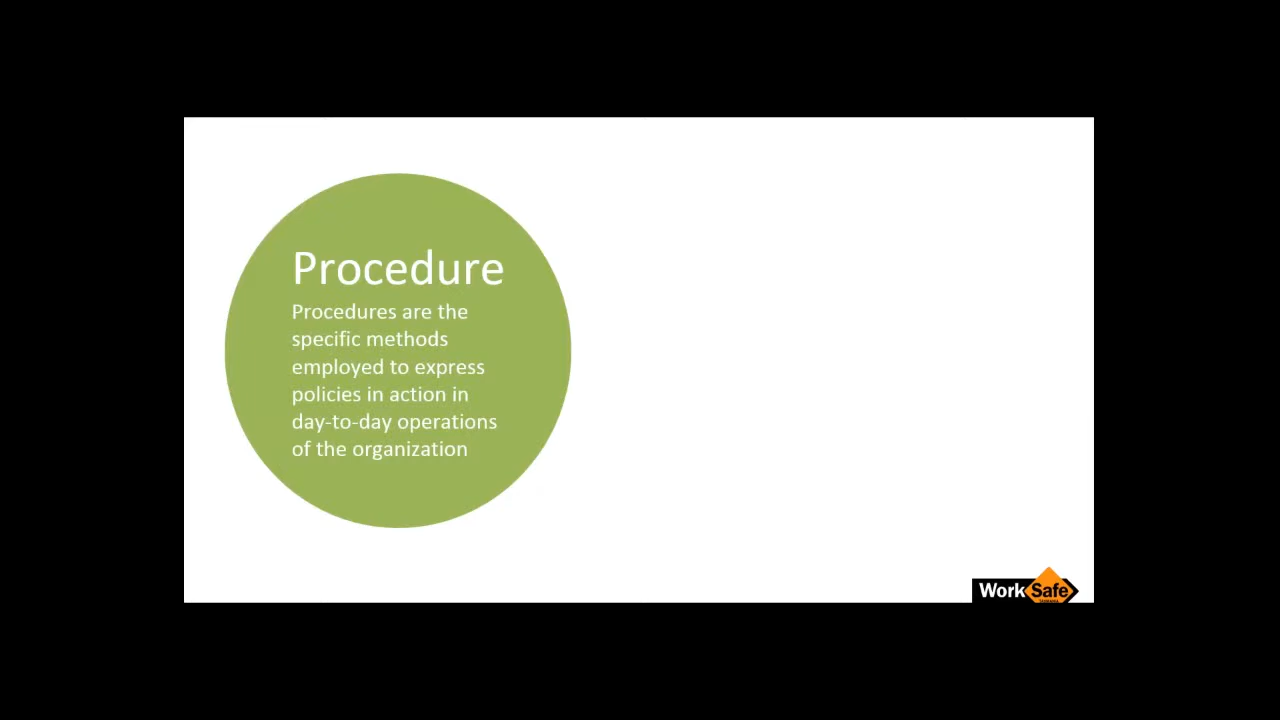 Procedure
Procedures are the
specific methods
employed to express
policies in action in
day-to-day operations
of the organization
WorkSafe